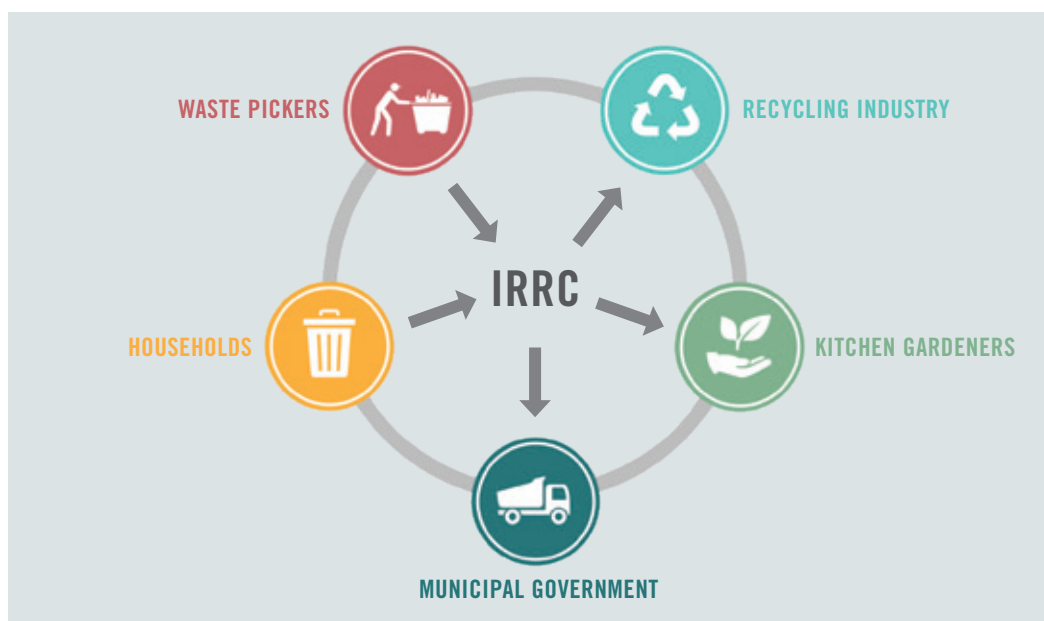 WASTE PICKERS
RECYCLING INDUSTRY
IRRC
HOUSEHOLDS
KITCHEN GARDENERS
MUNICIPAL GOVERNMENT